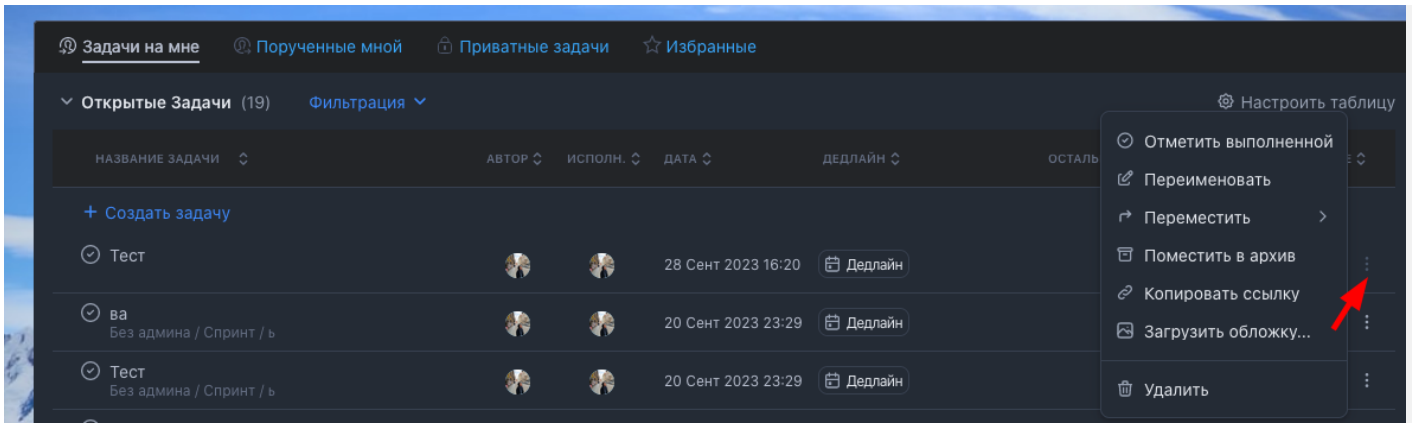 Задачи на мне Порученные мной Приватные задачи Избранные
Открытые Задачи (19) Фильтрация Настроить таблицу
НАЗВАНИЕ ЗАДАЧИ АВТОР ИСПОЛН. ДАТА ДЕДЛАЙН
Отметить выполненной
Переименовать
Переместить
Поместить в архив
Копировать ссылку
Загрузить обложку...
Удалить
+ Создать задачу
Тест
28 Сент 2023 16:20 Дедлайн
ва
Без админа / Спринт / ь
20 Сент 2023 23:29 Дедлайн
Тест
Без админа / Спринт / ь
20 Сент 2023 23:29 Дедлайн